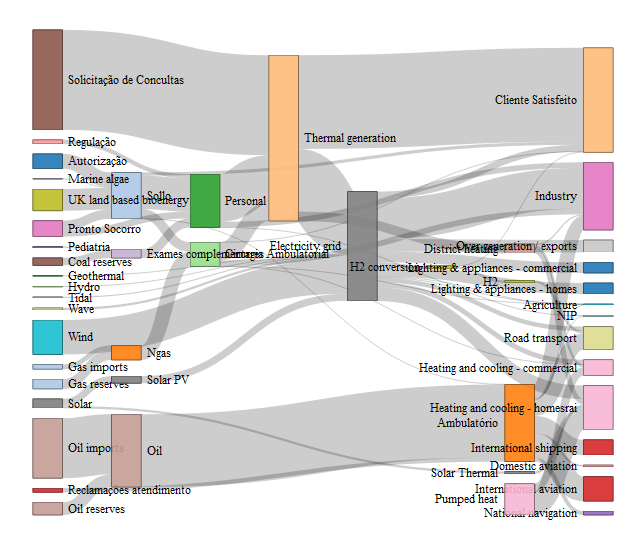 Solicitação de Concultas
Regulação
Autorização
Marine algae
UK land based bioenergy
Pronto Socorro
Pediatria
Coal reserves
Geothermal
Hydro
Tidal
Wave
Wind
Gas imports
Gas reserves
Solar
Oil imports
Reclamações atendimento
Oil reserves
Exames complementares
Ngas
Solar PV
Oil
Personal
Cirurgia Ambulatorial
Thermal generation
Electricity grid
H2 conversion
District heating
H2
Ambulatório
Solar Thermal
Pumped heat
Cliente Satisfeito
Industry
Over generation / exports
Lighting & appliances - commercial
Lighting & appliances - homes
Agriculture
NIP
Road transport
Heating and cooling - commercial
Heating and cooling - homesrai
International shipping
Domestic aviation
International aviation
National navigation